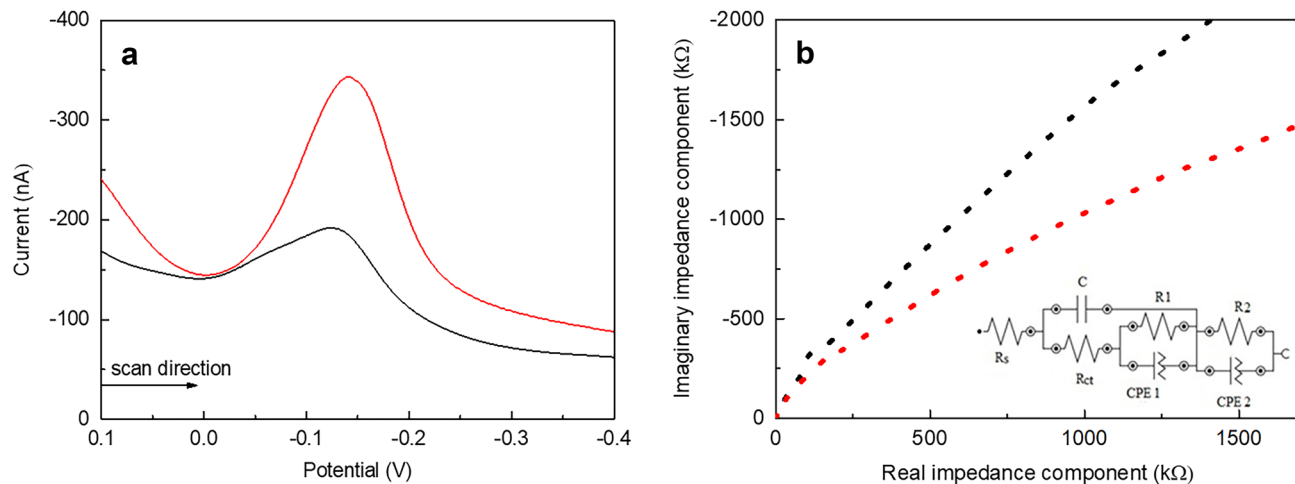 a
-400
-300
-200
-100
0
Current (nA)
scan direction
0.1
0.0
-0.1
-0.2
-0.3
-0.4
Potential (V)
b
-2000
-1500
-1000
-500
0
Imaginary impedance component (kΩ)
C
R1
R2
Rs
Rct
CPE 1
CPE 2
C
0
500
1000
1500
Real impedance component (kΩ)